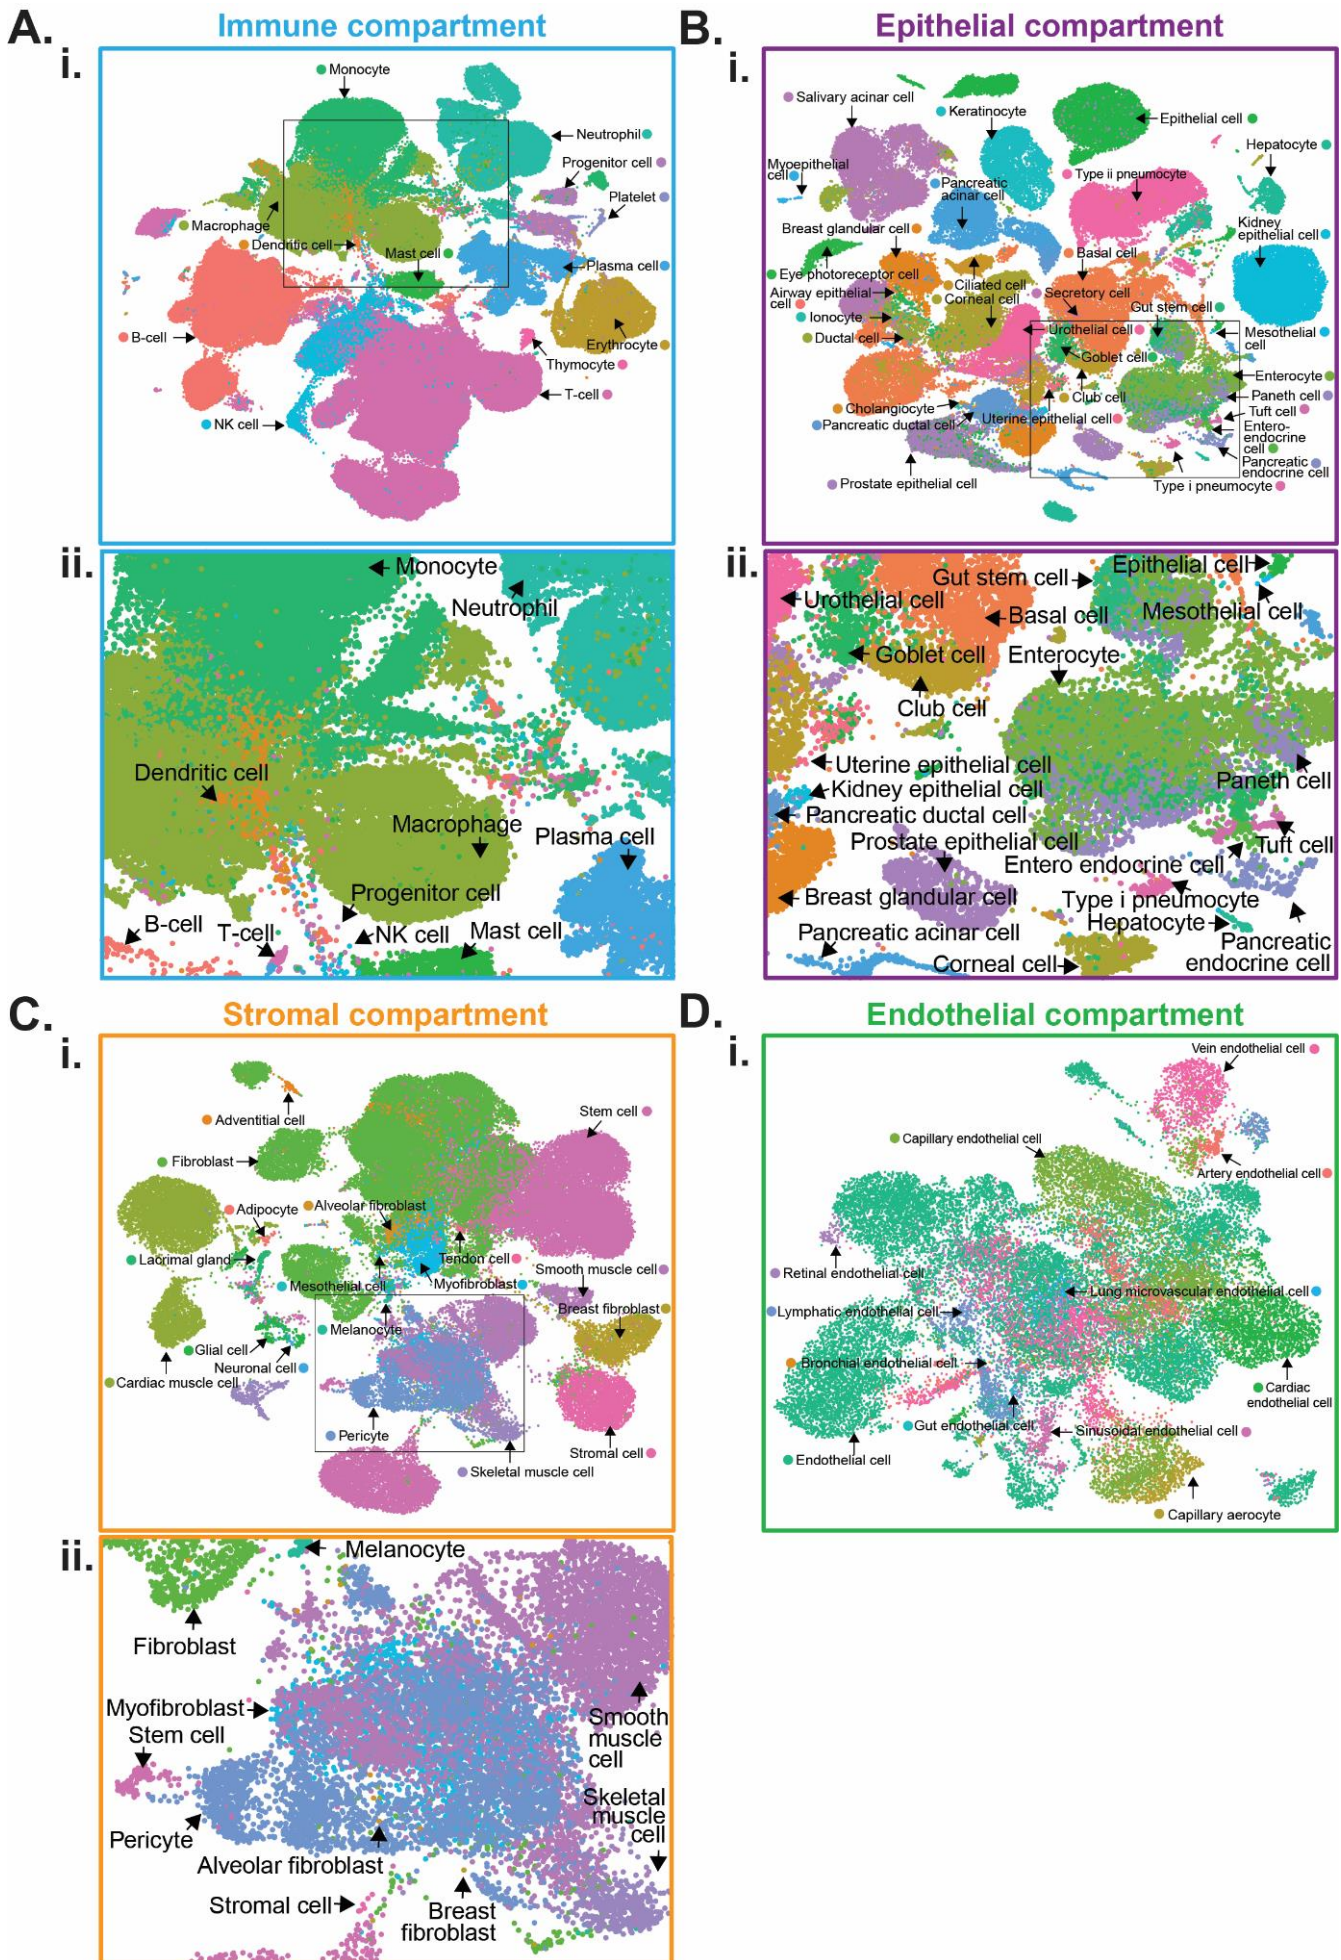 A.
Immune compartment
i.
Monocyte
Neutrophil
Progenitor cell
Platelet
Macrophage
Dendritic cell
Mast cell
Plasma cell
B-cell
Erythrocyte
Thymocyte
T-cell
NK cell
ii.
Monocyte
Neutrophil
Dendritic cell
Macrophage
Plasma cell
Progenitor cell
B-cell
T-cell
NK cell
Mast cell
B.
Epithelial compartment
i.
Salivary acinar cell
Keratinocyte
Epithelial cell
Hepatocyte
Myoepithelial
cell
Pancreatic
acinar cell
Type ii pneumocyte
Breast glandular cell
Kidney
epithelial cell
Basal cell
Eye photoreceptor cell
Ciliated cell
Airway epithelial
cell
Corneal cell
Secretory cell
Gut stem cell
Ionocyte
Urothelial cell
Mesothelial
cell
Ductal cell
Goblet cell
Enterocyte
Club cell
Paneth cell
Cholangiocyte
Tuft cell
Pancreatic ductal cell
Uterine epithelial cell
Entero-
endocrine
cell
Pancreatic
endocrine cell
Prostate epithelial cell
Type i pneumocyte
ii.
Gut stem cell
Epithelial cell
Urothelial cell
Basal cell
Mesothelial cell
Goblet cell
Enterocyte
Club cell
Uterine epithelial cell
Paneth cell
Kidney epithelial cell
Pancreatic ductal cell
Prostate epithelial cell
Tuft cell
Entero endocrine cell
Breast glandular cell
Type i pneumocyte
Hepatocyte
Pancreatic acinar cell
Pancreatic
endocrine cell
Corneal cell
C.
Stromal compartment
i.
Adventitial cell
Stem cell
Fibroblast
Adipocyte
Alveolar fibroblast
Lacrimal gland
Tendon cell
Smooth muscle cell
Mesothelial cell
Myofibroblast
Breast fibroblast
Melanocyte
Glial cell
Neuronal cell
Cardiac muscle cell
Pericyte
Stromal cell
Skeletal muscle cell
ii.
Melanocyte
Fibroblast
Myofibroblast
Stem cell
Smooth
muscle
cell
Skeletal
muscle
cell
Pericyte
Alveolar fibroblast
Stromal cell
Breast
fibroblast
D.
Endothelial compartment
i.
Vein endothelial cell
Capillary endothelial cell
Artery endothelial cell
Retinal endothelial cell
Lung microvascular endothelial cell
Lymphatic endothelial cell
Bronchial endothelial cell
Cardiac
endothelial cell
Gut endothelial cell
Sinusoidal endothelial cell
Endothelial cell
Capillary aerocyte